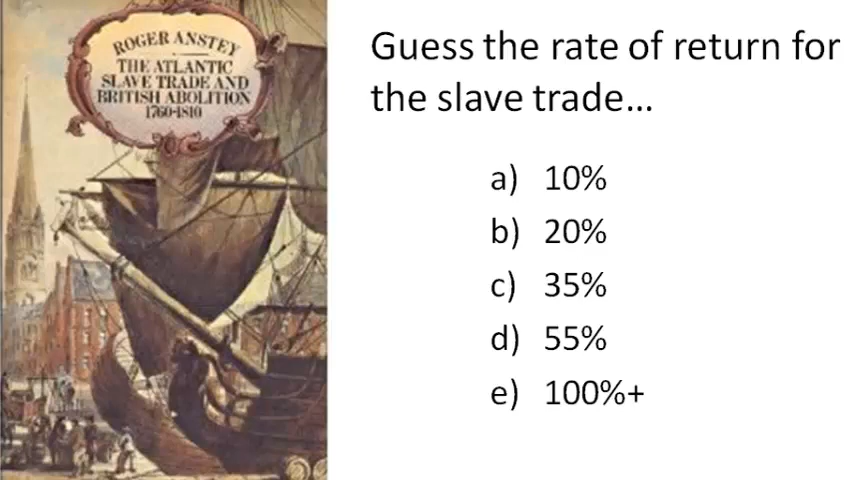 ROGER ANSTEY
THE ATLANTIC
SLAVE TRADE AND
BRITISH ABOLITION
1760-1810
Guess the rate of return for
the slave trade...
a) 10%
b) 20%
c) 35%
d) 55%
e) 100%+